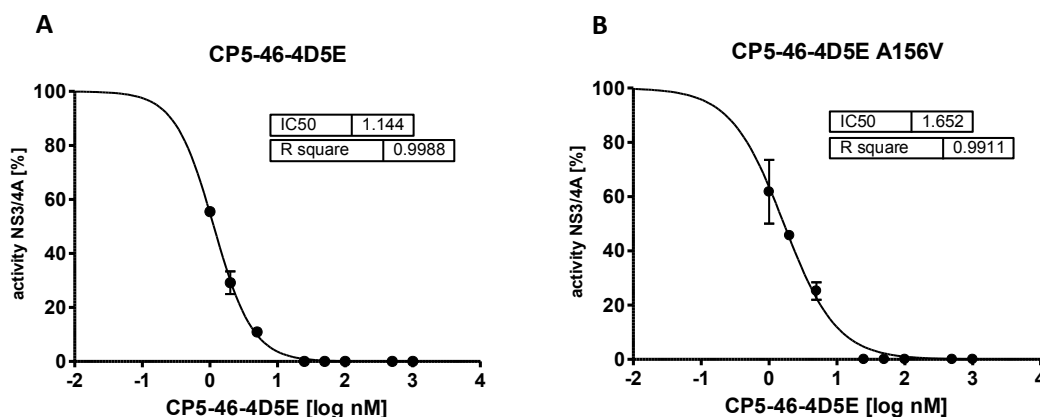 A
CP5-46-4D5E
IC50 1.144
R square 0.9988
activity NS3/4A [%]
100
80
60
40
20
0
-2 -1 0 1 2 3 4
CP5-46-4D5E [log nM]
B
CP5-46-4D5E A156V
IC50 1.652
R square 0.9911
activity NS3/4A [%]
100
80
60
40
20
0
-2 -1 0 1 2 3 4
CP5-46-4D5E [log nM]